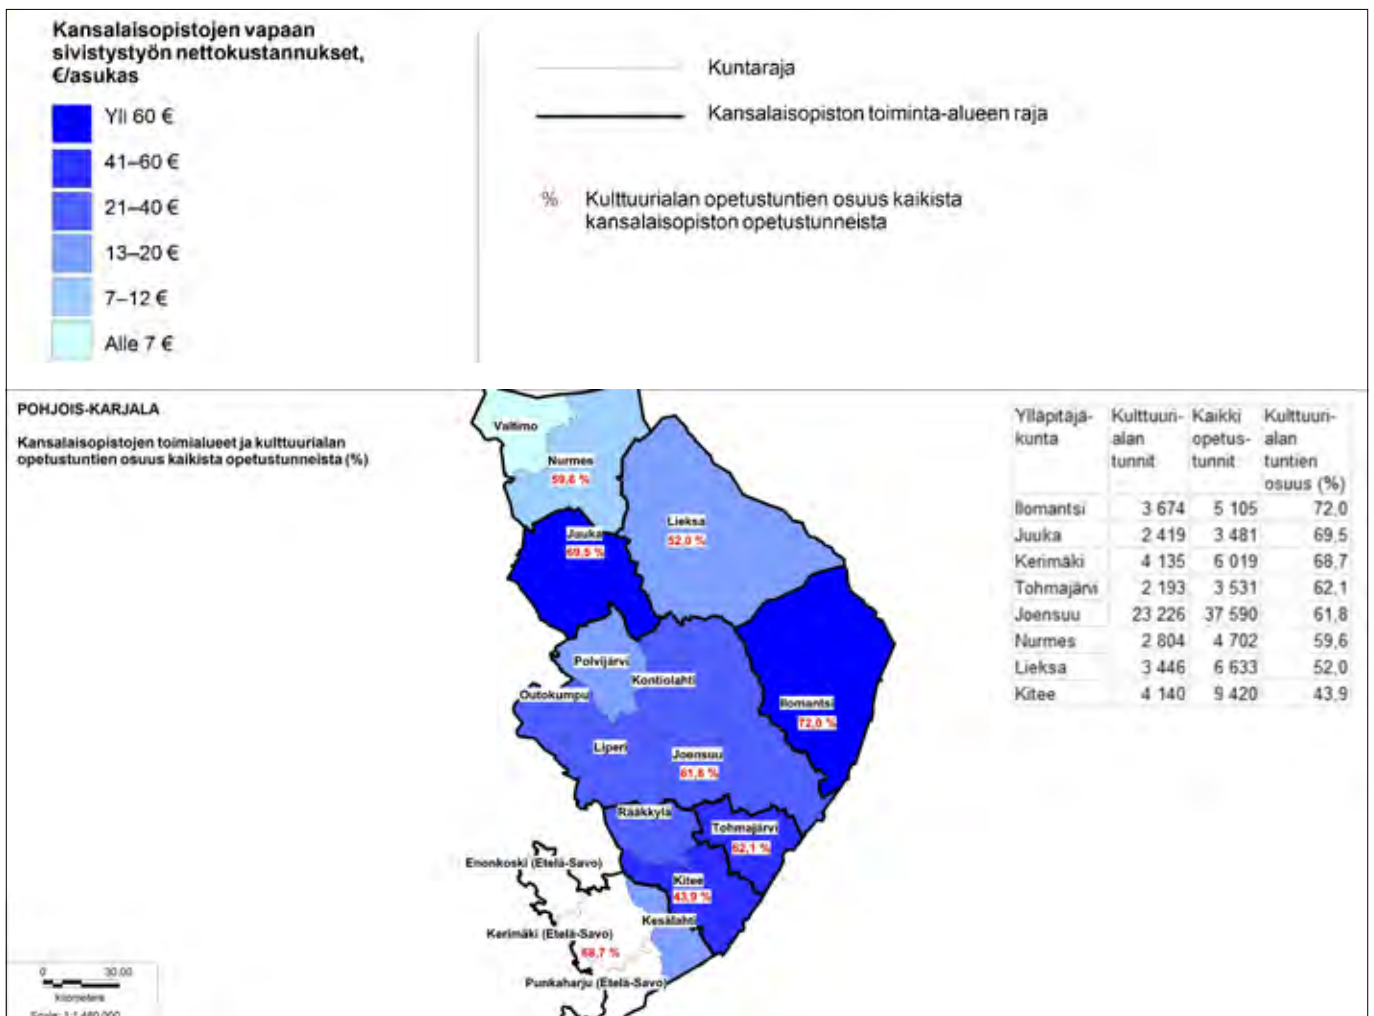 Kansalaisopistojen vapaan
sivistystyön nettokustannukset,
€/asukas
Yli 60 €
41–60 €
21–40 €
13–20 €
7–12 €
Alle 7 €
Kuntaraja
Kansalaisopiston toiminta-alueen raja
% Kulttuurialan opetustuntien osuus kaikista
kansalaisopiston opetustunneista
POHJOIS-KARJALA
Kansalaisopistojen toimialueet ja kulttuurialan
opetustuntien osuus kaikista opetustunneista (%)
Valtimo
Nurmes
59,6 %
Lieksa
52,0 %
Juuka
69,5 %
Polvijärvi
Kontiolahti
Outokumpu
Ilomantsi
72,0 %
Liperi
Joensuu
61,8 %
Rääkkylä
Tohmajärvi
62,1 %
Enonkoski (Etelä-Savo)
Kitee
43,9 %
Kesälahti
Kerimäki (Etelä-Savo)
68,7 %
Punkaharju (Etelä-Savo)
Ylläpitäjä- Kulttuuri- Kaikki Kulttuuri-
kunta alan opetus- alan
tunnit tunnit tuntien
osuus (%)
Ilomantsi 3 674 5 105 72,0
Juuka 2 419 3 481 69,5
Kerimäki 4 135 6 019 68,7
Tohmajärvi 2 193 3 531 62,1
Joensuu 23 226 37 590 61,8
Nurmes 2 804 4 702 59,6
Lieksa 3 446 6 633 52,0
Kitee 4 140 9 420 43,9
0 30.00
kilometers